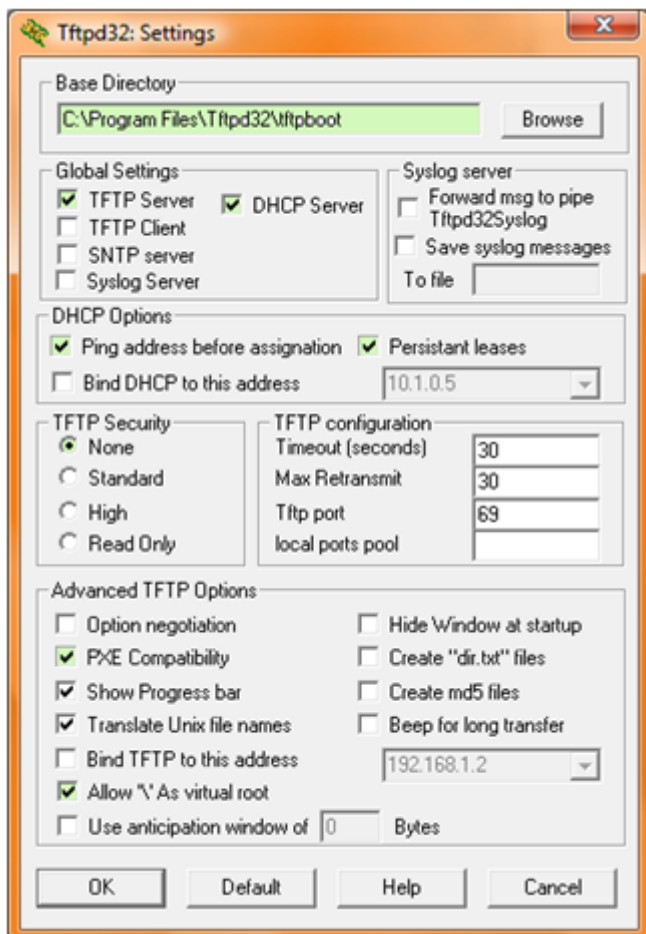 Tftpd32: Settings
Base Directory
C:\Program Files\Tftpd32\tftpboot
Browse
Global Settings
TFTP Server
DHCP Server
TFTP Client
SNTP server
Syslog Server
Syslog server
Forward msg to pipe
Tftpd32Syslog
Save syslog messages
To file
DHCP Options
Ping address before assignation
Persistant leases
Bind DHCP to this address
10.1.0.5
TFTP Security
None
Standard
High
Read Only
TFTP configuration
Timeout (seconds) 30
Max Retransmit 30
Tftp port 69
local ports pool
Advanced TFTP Options
Option negotiation
PXE Compatibility
Show Progress bar
Translate Unix file names
Bind TFTP to this address
Allow '\' As virtual root
Use anticipation window of 0 Bytes
Hide Window at startup
Create "dir.txt" files
Create md5 files
Beep for long transfer
192.168.1.2
OK
Default
Help
Cancel